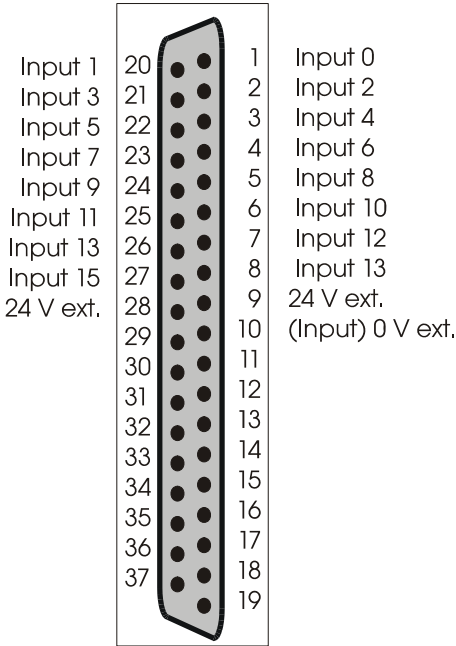 Input 1 20 1 Input 0
Input 3 21 2 Input 2
Input 5 22 3 Input 4
Input 7 23 4 Input 6
Input 9 24 5 Input 8
Input 11 25 6 Input 10
Input 13 26 7 Input 12
Input 15 27 8 Input 13
24 V ext. 28 9 24 V ext.
29 10 (Input) 0 V ext.
30 11
31 12
32 13
33 14
34 15
35 16
36 17
37 18
19